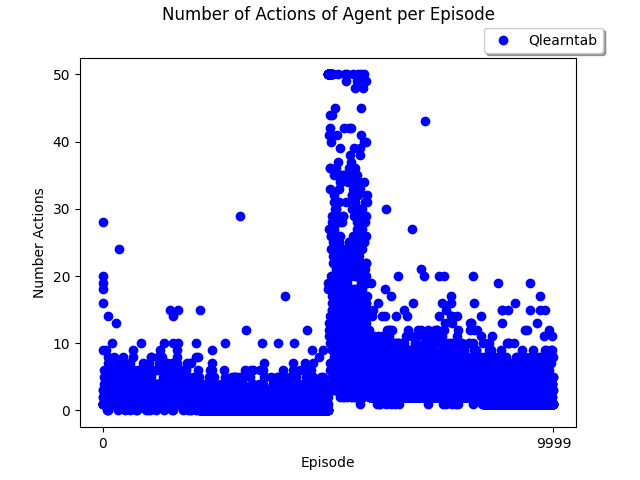 Number of Actions of Agent per Episode
Qlearntab
50
40
30
20
10
0
Number Actions
0 9999
Episode